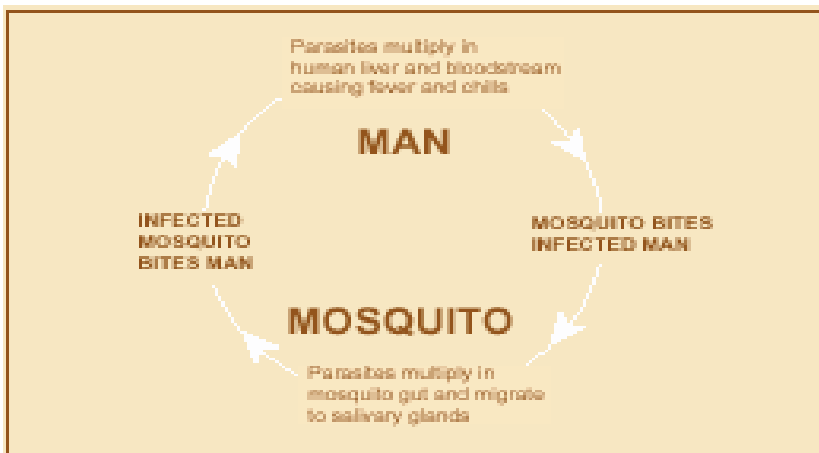 Parasites multiply in
human liver and bloodstream
causing fever and chills
MAN
INFECTED
MOSQUITO
BITES MAN
MOSQUITO BITES
INFECTED MAN
MOSQUITO
Parasites multiply in
mosquito gut and migrate
to salivary glands